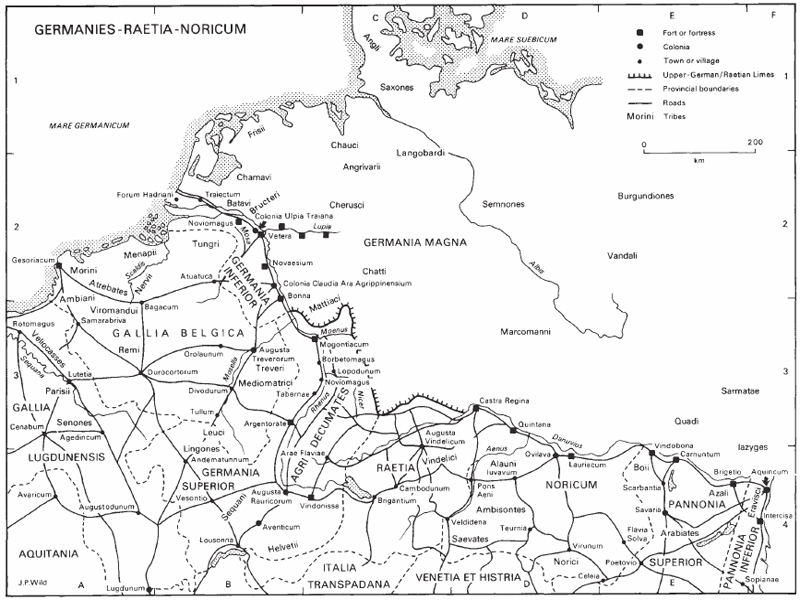 GERMANIES-RAETIA-NORICUM
C
D
E
F
MARE SUEBICUM
Angli
Saxones
Fort or fortress
Colonia
Town or village
Upper-German/Raetian Limes
Provincial boundaries
Roads
Morini Tribes
0 200
km
1
1
MARE GERMANICUM
Frisii
Chauci
Langobardi
Angrivarii
Chamavi
Forum Hadriani
Traiectum
Batavi
Bructeri
Cherusci
Semnones
Burgundiones
Colonia Ulpia Traiana
Noviomagus
Mosa
Vetera
Lupia
2
2
Tungri
GERMANIA MAGNA
Menapii
Gesoriacum
Morini
Scaldis
Nervii
Atuatuca
GERMANIA
INFERIOR
Novaesium
Chatti
Alba
Vandali
Atrebates
Colonia Claudia Ara Agrippinensium
Ambiani
Bonna
Viromandui
Bagacum
Mattiaci
Rotomagus
Samarabriva
GALLIA BELGICA
Moenus
Marcomanni
Mogontiacum
Veliocasses
Sequana
Remi
Orolaunum
Mosella
Augusta
Treverorum
Treveri
Borbetomagus
Lopodunum
3
3
Lutetia
Durocortorum
Mediomatrici
Noviomagus
Parisii
Divodurum
Tabernae
Rhenus
Nicer
Sarmatae
GALLIA
Tullum
Castra Regina
Cenabum
Senones
Agedincum
Leuci
Argentorate
AGRI DECUMATES
Augusta
Vindelicum
Quintana
Quadi
Danuvius
Vindobona
Carnuntum
Iazyges
LUGDUNENSIS
Lingones
Andematunnum
Arae Flaviae
RAETIA
Vindelici
Aenus
Alauni
Iuvavum
Ovilava
Lauriacum
Boii
GERMANIA
SUPERIOR
Cambodunum
Pons
Aeni
NORICUM
Scarbantia
Brigetio
Aquincum
Azali
Eravisci
Avaricum
Augustodunum
Vesontio
Sequani
Augusta
Rauricorum
Vindonissa
Brigantium
PANNONIA
Savaria
Intercisa
Ambisontes
Veldidena
Teurnia
Aventicum
Flavia
Solva
Arabiates
4
4
Lousonna
Helvetii
Saevates
Virunum
AQUITANIA
ITALIA
TRANSPADANA
VENETIA ET HISTRIA
Norici
Poetovio
SUPERIOR
PANNONIA
INFERIOR
Celeia
Sopianae
J.P.Wild
A
Lugdunum
B
D
E